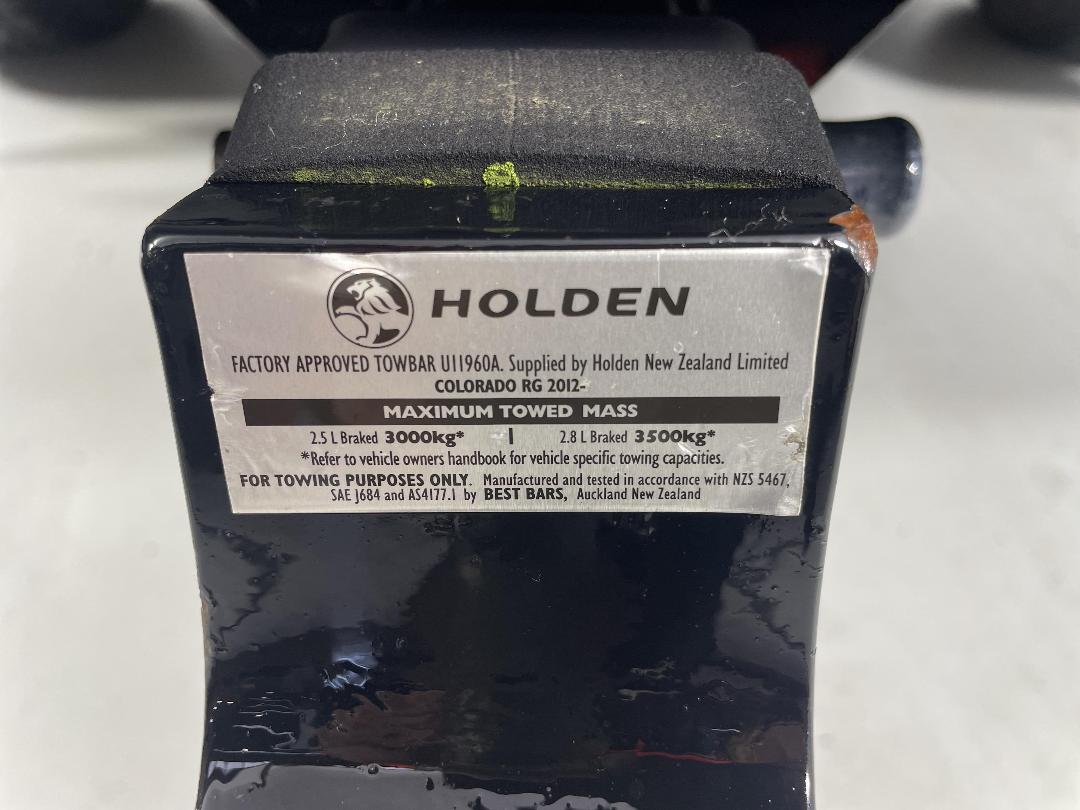 HOLDEN
FACTORY APPROVED TOWBAR U11960A. Supplied by Holden New Zealand Limited
COLORADO RG 2012-
MAXIMUM TOWED MASS
2.5 L Braked 3000kg* | 2.8 L Braked 3500kg*
*Refer to vehicle owners handbook for vehicle specific towing capacities.
FOR TOWING PURPOSES ONLY. Manufactured and tested in accordance with NZS 5467,
SAE J684 and AS4177.1 by BEST BARS, Auckland New Zealand